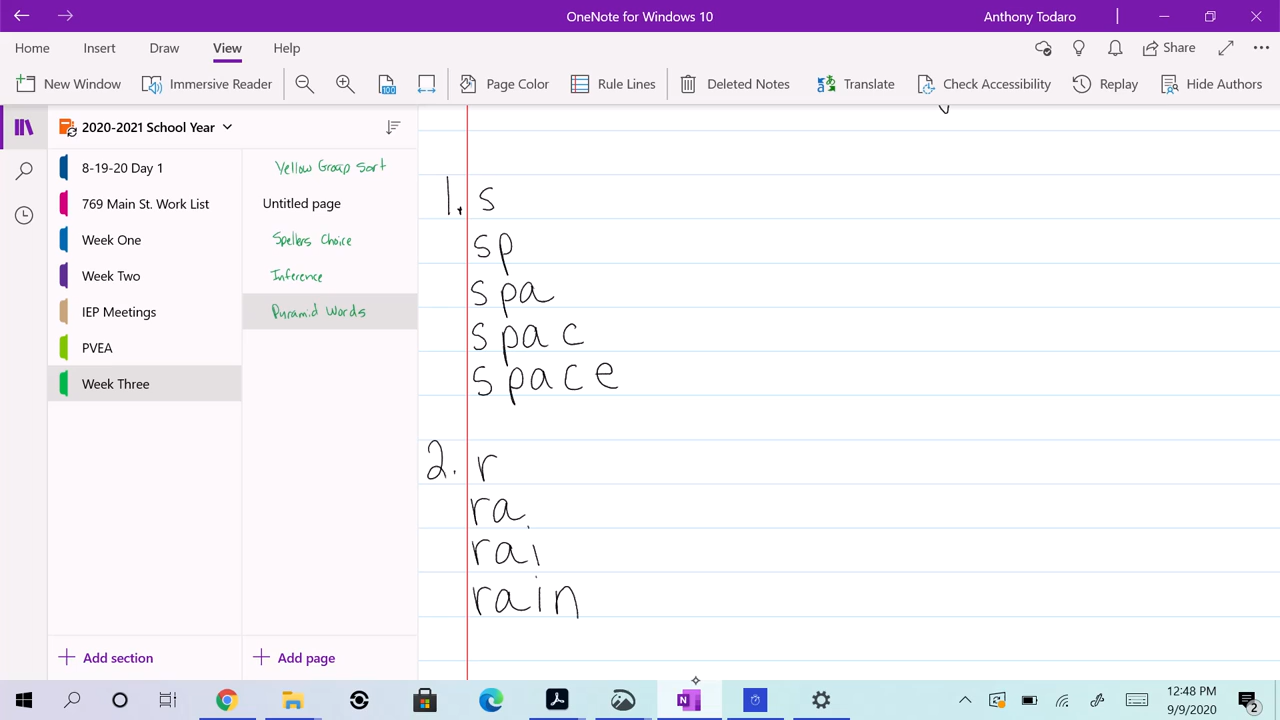 OneNote for Windows 10
Anthony Todaro
Home Insert Draw View Help
Share
New Window Immersive Reader 100 Page Color Rule Lines Deleted Notes Translate Check Accessibility Replay Hide Authors
2020-2021 School Year
8-19-20 Day 1
769 Main St. Work List
Week One
Week Two
IEP Meetings
PVEA
Week Three
Add section
Yellow Group Sort
Untitled page
Spellers Choice
Inference
Pyramid Words
Add page
1. s
sp
spa
spac
space
2. r
ra
rai
rain
12:48 PM
9/9/2020
2